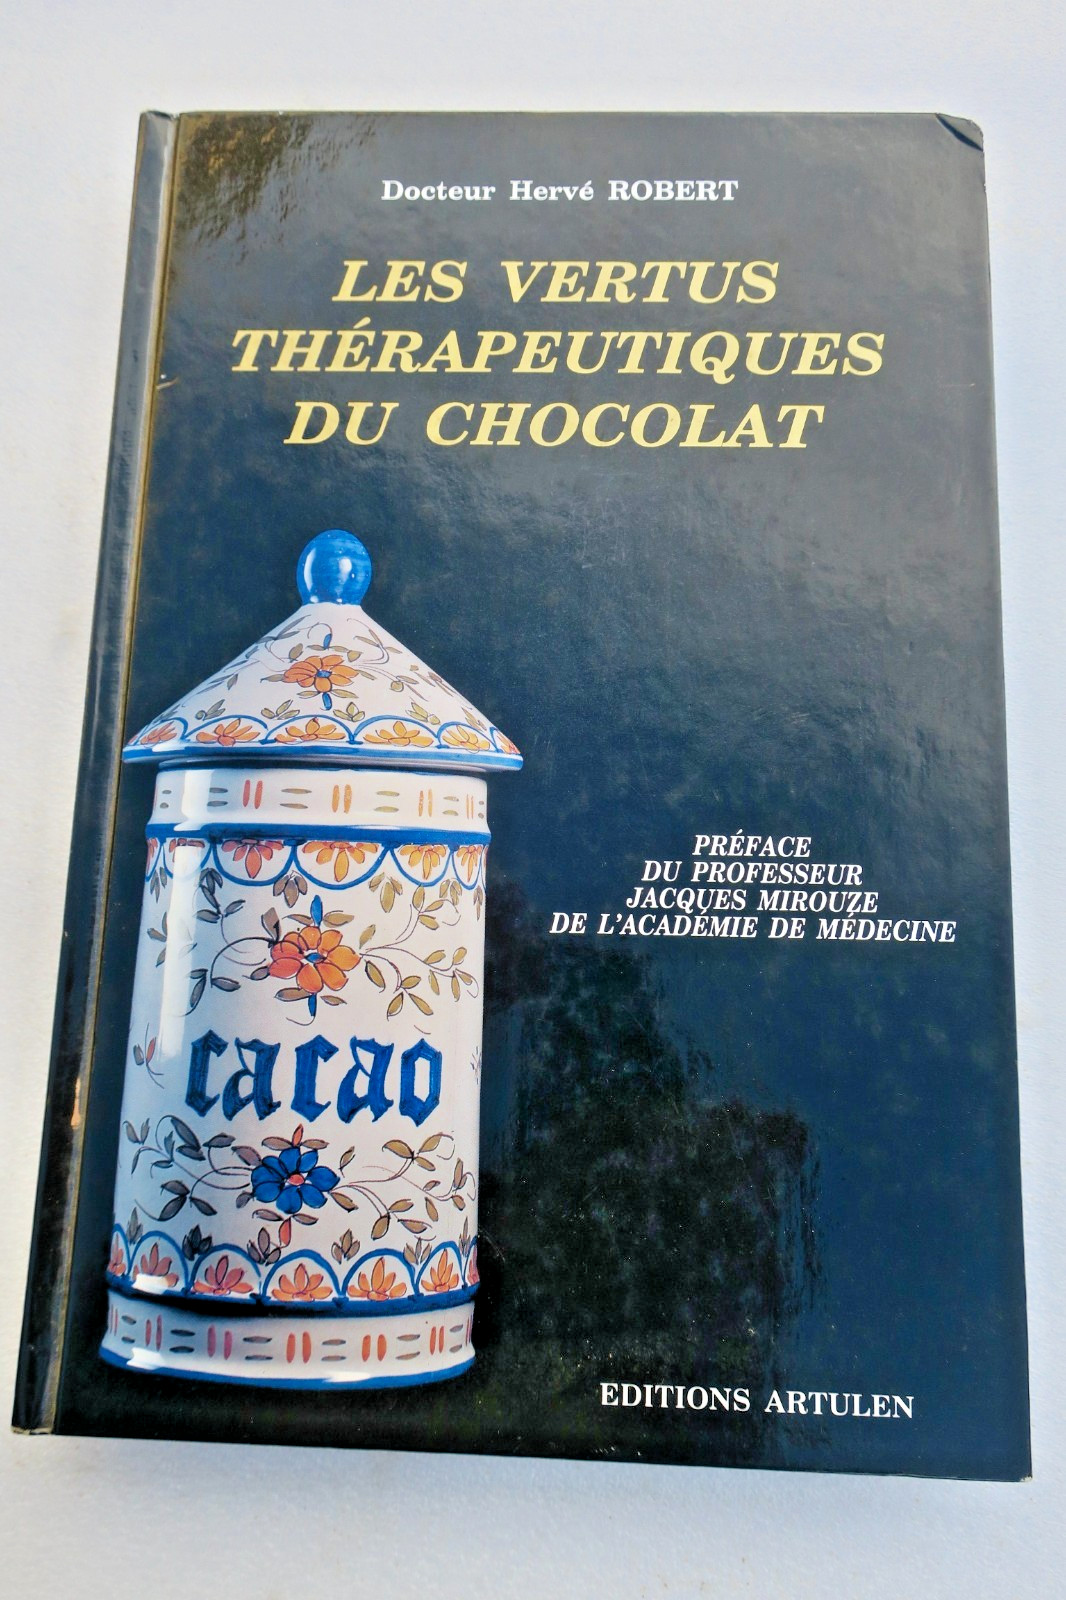 Docteur Hervé ROBERT
LES VERTUS
THÉRAPEUTIQUES
DU CHOCOLAT
cacao
PRÉFACE
DU PROFESSEUR
JACQUES MIROUZE
DE L'ACADÉMIE DE MÉDECINE
EDITIONS ARTULEN